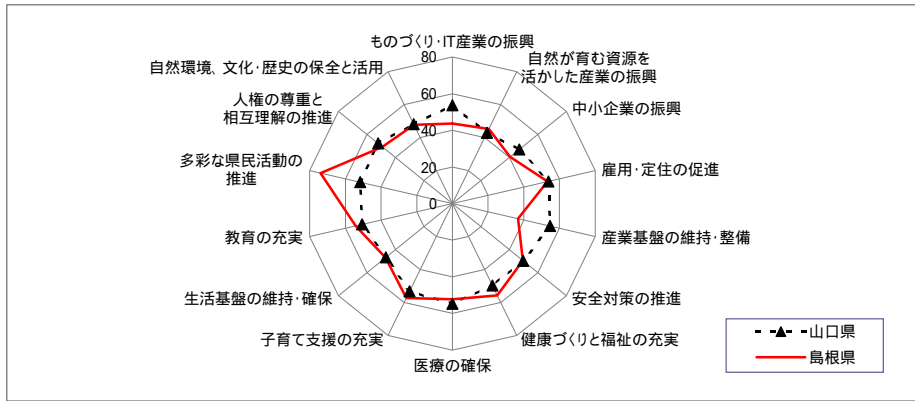 ものづくり･IT産業の振興
自然が育む資源を
活かした産業の振興
中小企業の振興
雇用･定住の促進
産業基盤の維持･整備
安全対策の推進
健康づくりと福祉の充実
医療の確保
子育て支援の充実
生活基盤の維持･確保
教育の充実
多彩な県民活動の
推進
人権の尊重と
相互理解の推進
自然環境、文化･歴史の保全と活用
80
60
40
20
0
山口県
島根県